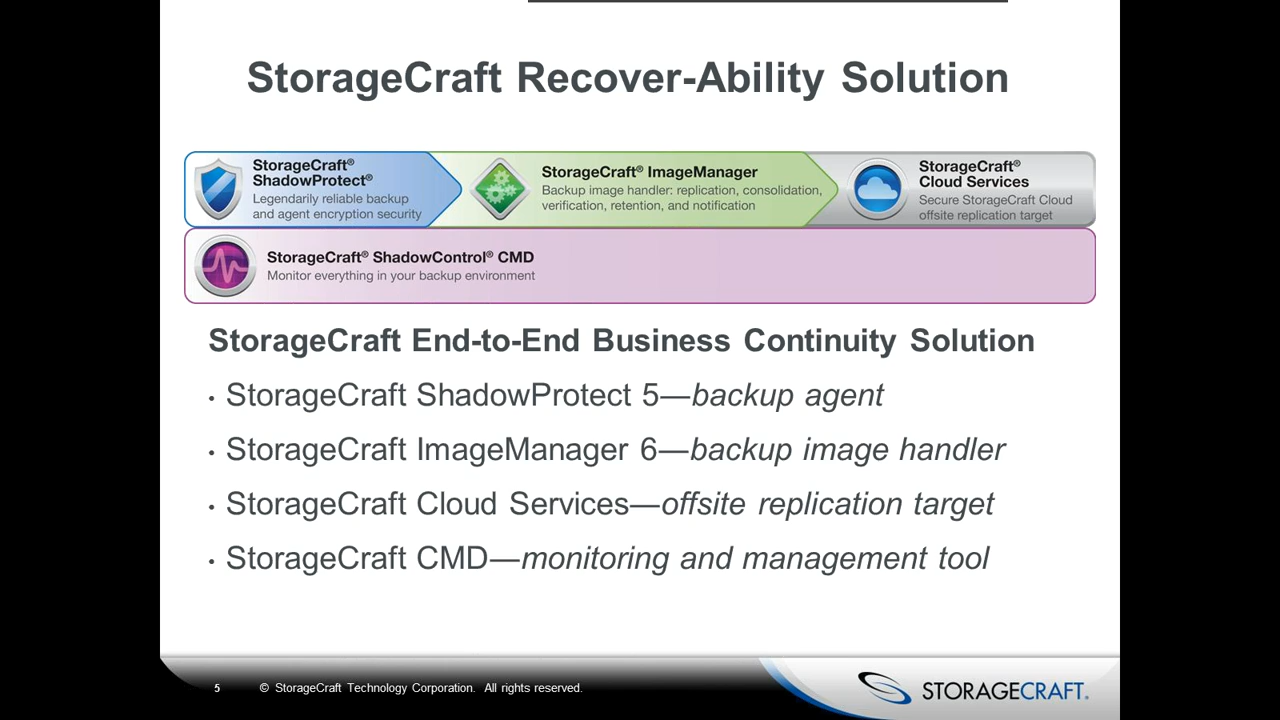 StorageCraft Recover-Ability Solution
StorageCraft®
ShadowProtect®
Legendarily reliable backup
and agent encryption security
StorageCraft® ImageManager
Backup image handler: replication, consolidation,
verification, retention, and notification
StorageCraft®
Cloud Services
Secure StorageCraft Cloud
offsite replication target
StorageCraft® ShadowControl® CMD
Monitor everything in your backup environment
StorageCraft End-to-End Business Continuity Solution
• StorageCraft ShadowProtect 5—backup agent
• StorageCraft ImageManager 6—backup image handler
• StorageCraft Cloud Services—offsite replication target
• StorageCraft CMD—monitoring and management tool
5 © StorageCraft Technology Corporation. All rights reserved.
STORAGECRAFT®